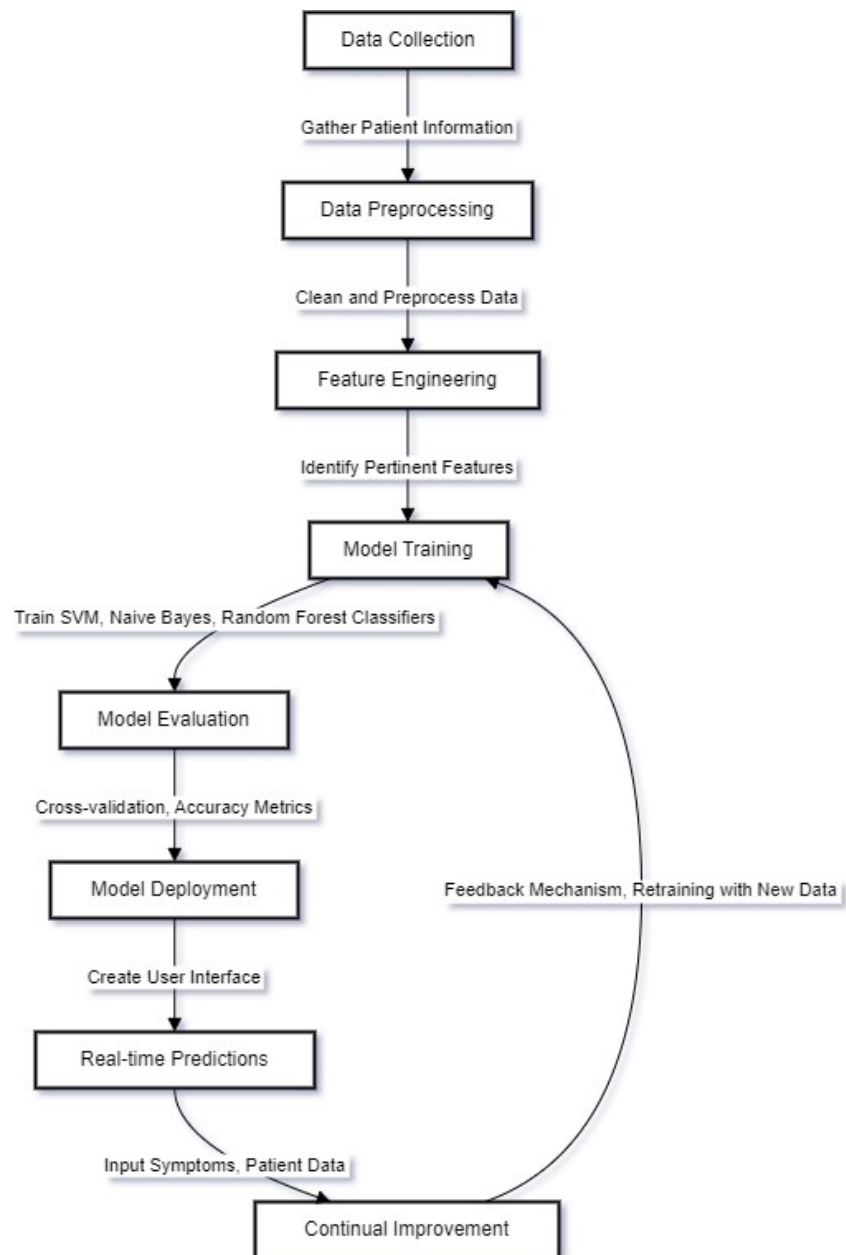 Data Collection
Gather Patient Information
Data Preprocessing
Clean and Preprocess Data
Feature Engineering
Identify Pertinent Features
Model Training
Train SVM, Naive Bayes, Random Forest Classifiers
Model Evaluation
Cross-validation, Accuracy Metrics
Model Deployment
Feedback Mechanism, Retraining with New Data
Create User Interface
Real-time Predictions
Input Symptoms, Patient Data
Continual Improvement